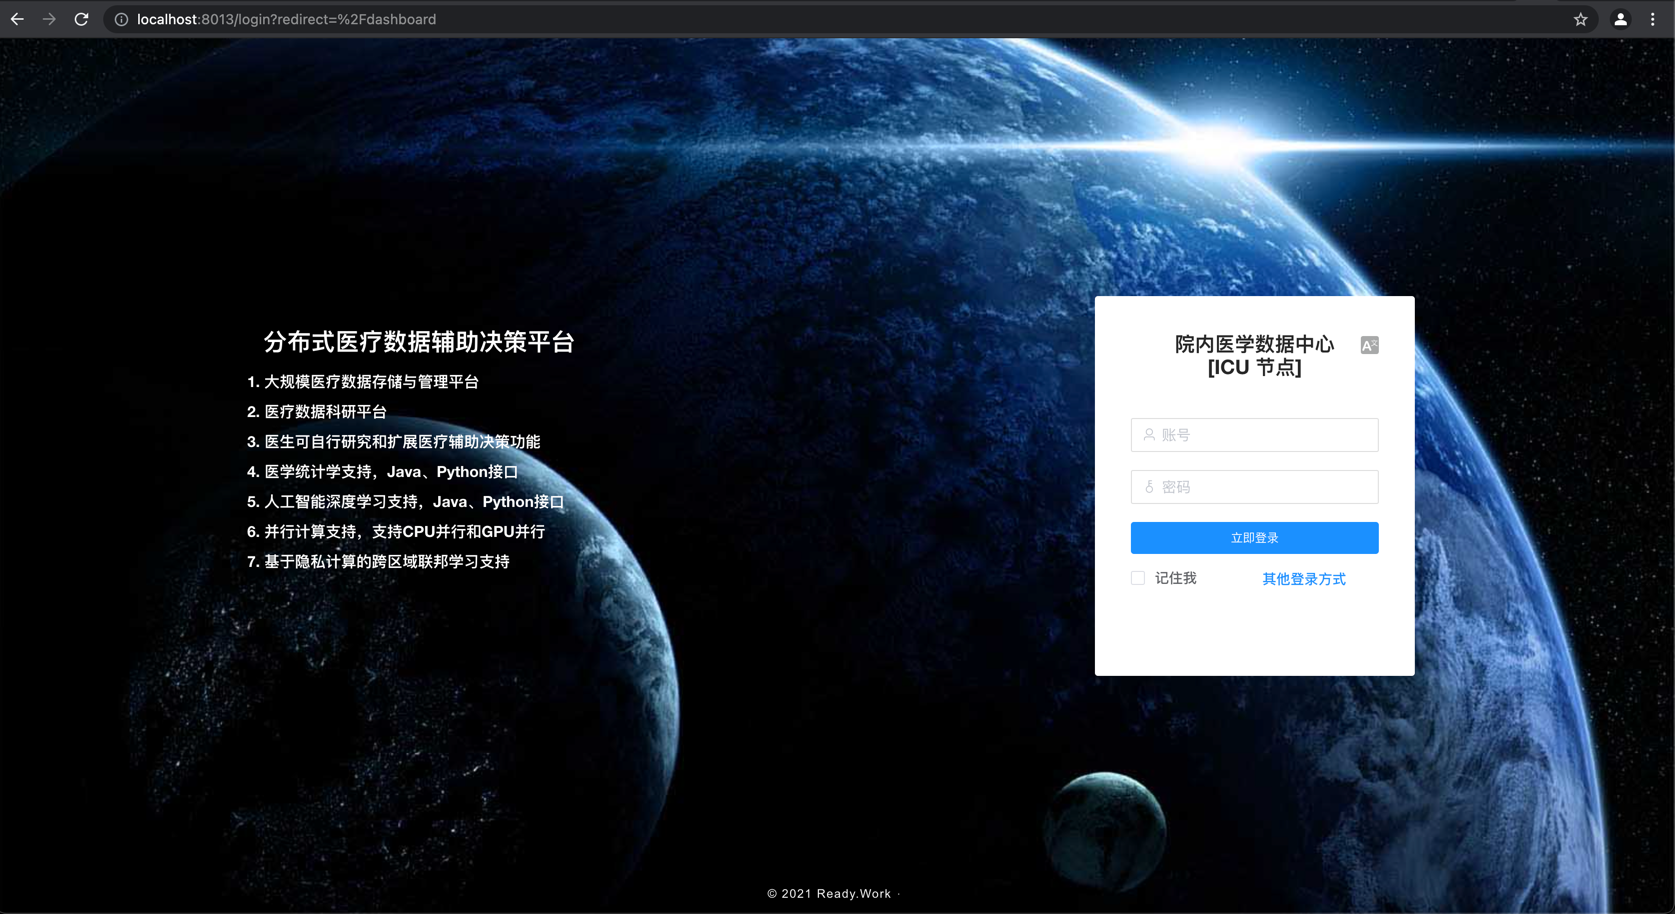 localhost:8013/login?redirect=%2Fdashboard
分布式医疗数据辅助决策平台
1. 大规模医疗数据存储与管理平台
2. 医疗数据科研平台
3. 医生可自行研究和扩展医疗辅助决策功能
4. 医学统计学支持，Java、Python接口
5. 人工智能深度学习支持，Java、Python接口
6. 并行计算支持，支持CPU并行和GPU并行
7. 基于隐私计算的跨区域联邦学习支持
院内医学数据中心
[ICU 节点]
账号
密码
立即登录
记住我 其他登录方式
© 2021 Ready.Work ·